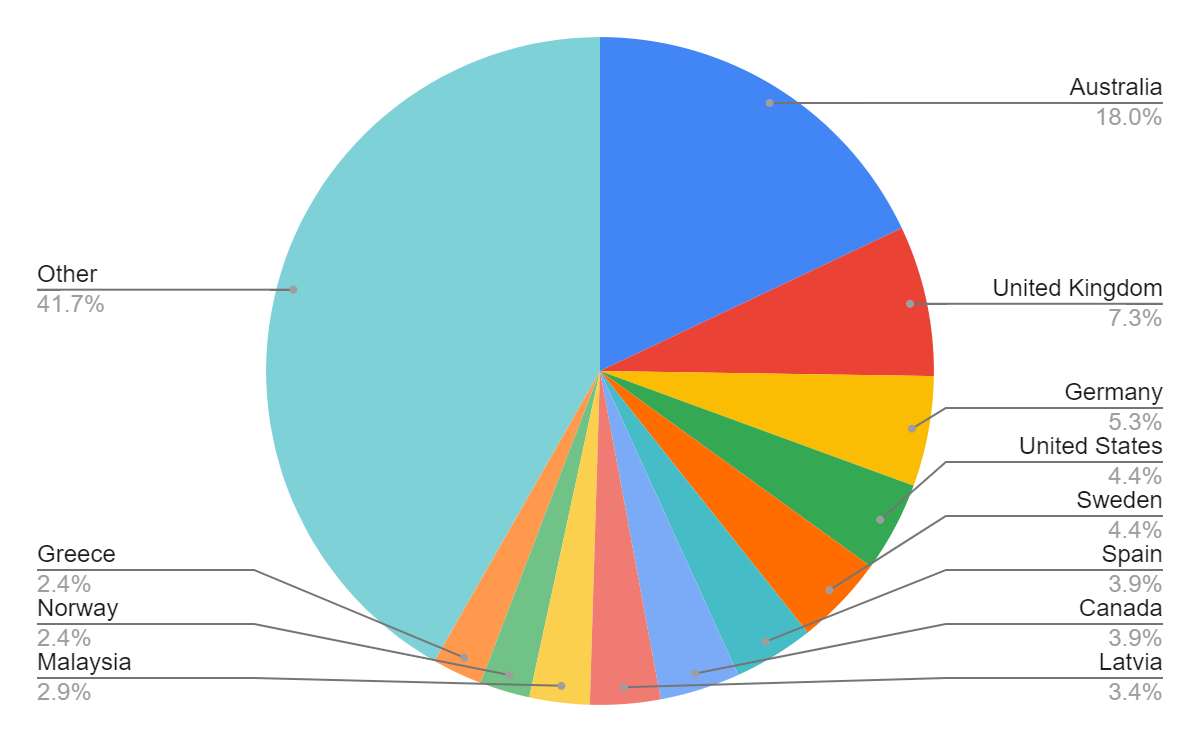 Australia
18.0%
United Kingdom
7.3%
Germany
5.3%
United States
4.4%
Sweden
4.4%
Spain
3.9%
Canada
3.9%
Latvia
3.4%
Malaysia
2.9%
Norway
2.4%
Greece
2.4%
Other
41.7%